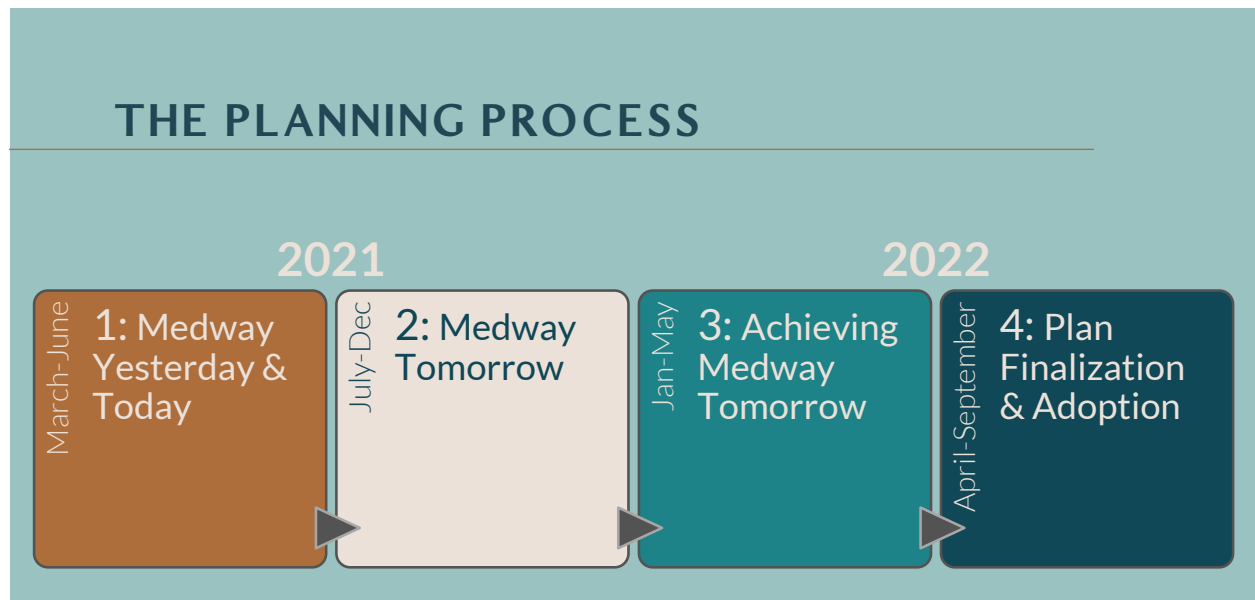 THE PLANNING PROCESS
2021
2022
March-June
1: Medway
Yesterday &
Today
July-Dec
2: Medway
Tomorrow
Jan-May
3: Achieving
Medway
Tomorrow
April-September
4: Plan
Finalization
& Adoption